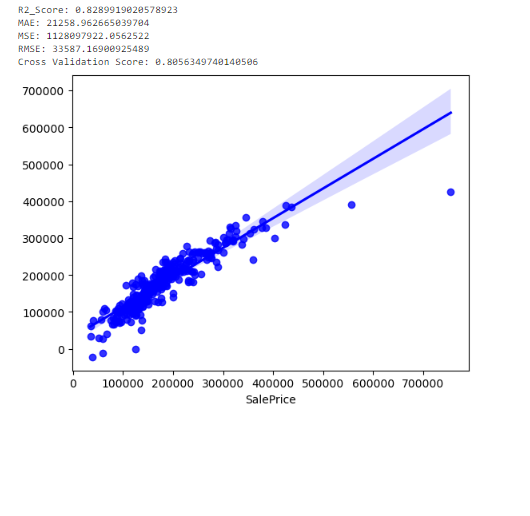 R2_Score: 0.8289919020578923
MAE: 21258.962665039704
MSE: 1128097922.0562522
RMSE: 33587.16900925489
Cross Validation Score: 0.8056349740140506
700000
600000
500000
400000
300000
200000
100000
0
0 100000 200000 300000 400000 500000 600000 700000
SalePrice